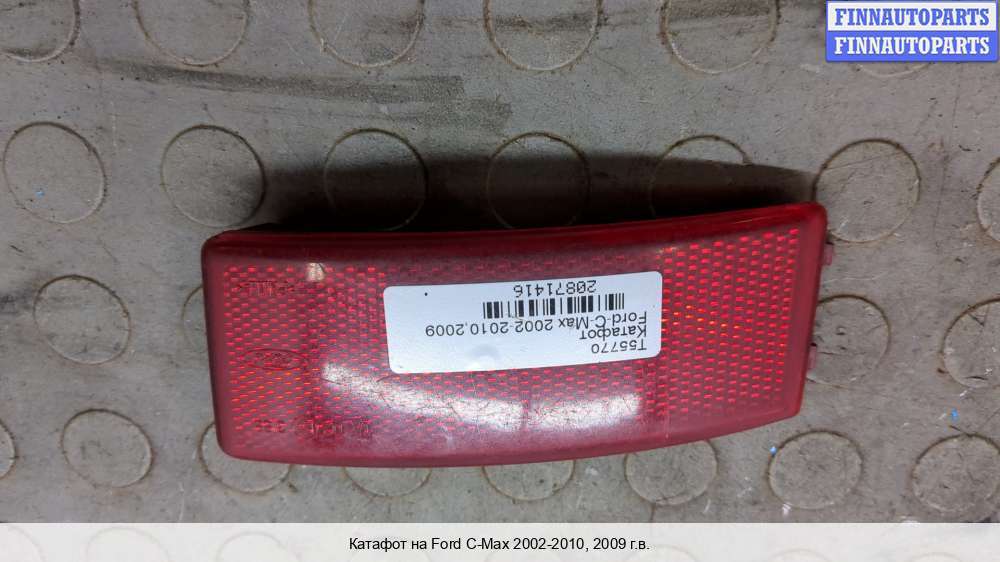 FINNAUTOPARTS
FINNAUTOPARTS
T55770
Катафот
Ford C-Max 2002-2010,2009
20871416
Катафот на Ford C-Max 2002-2010, 2009 г.в.